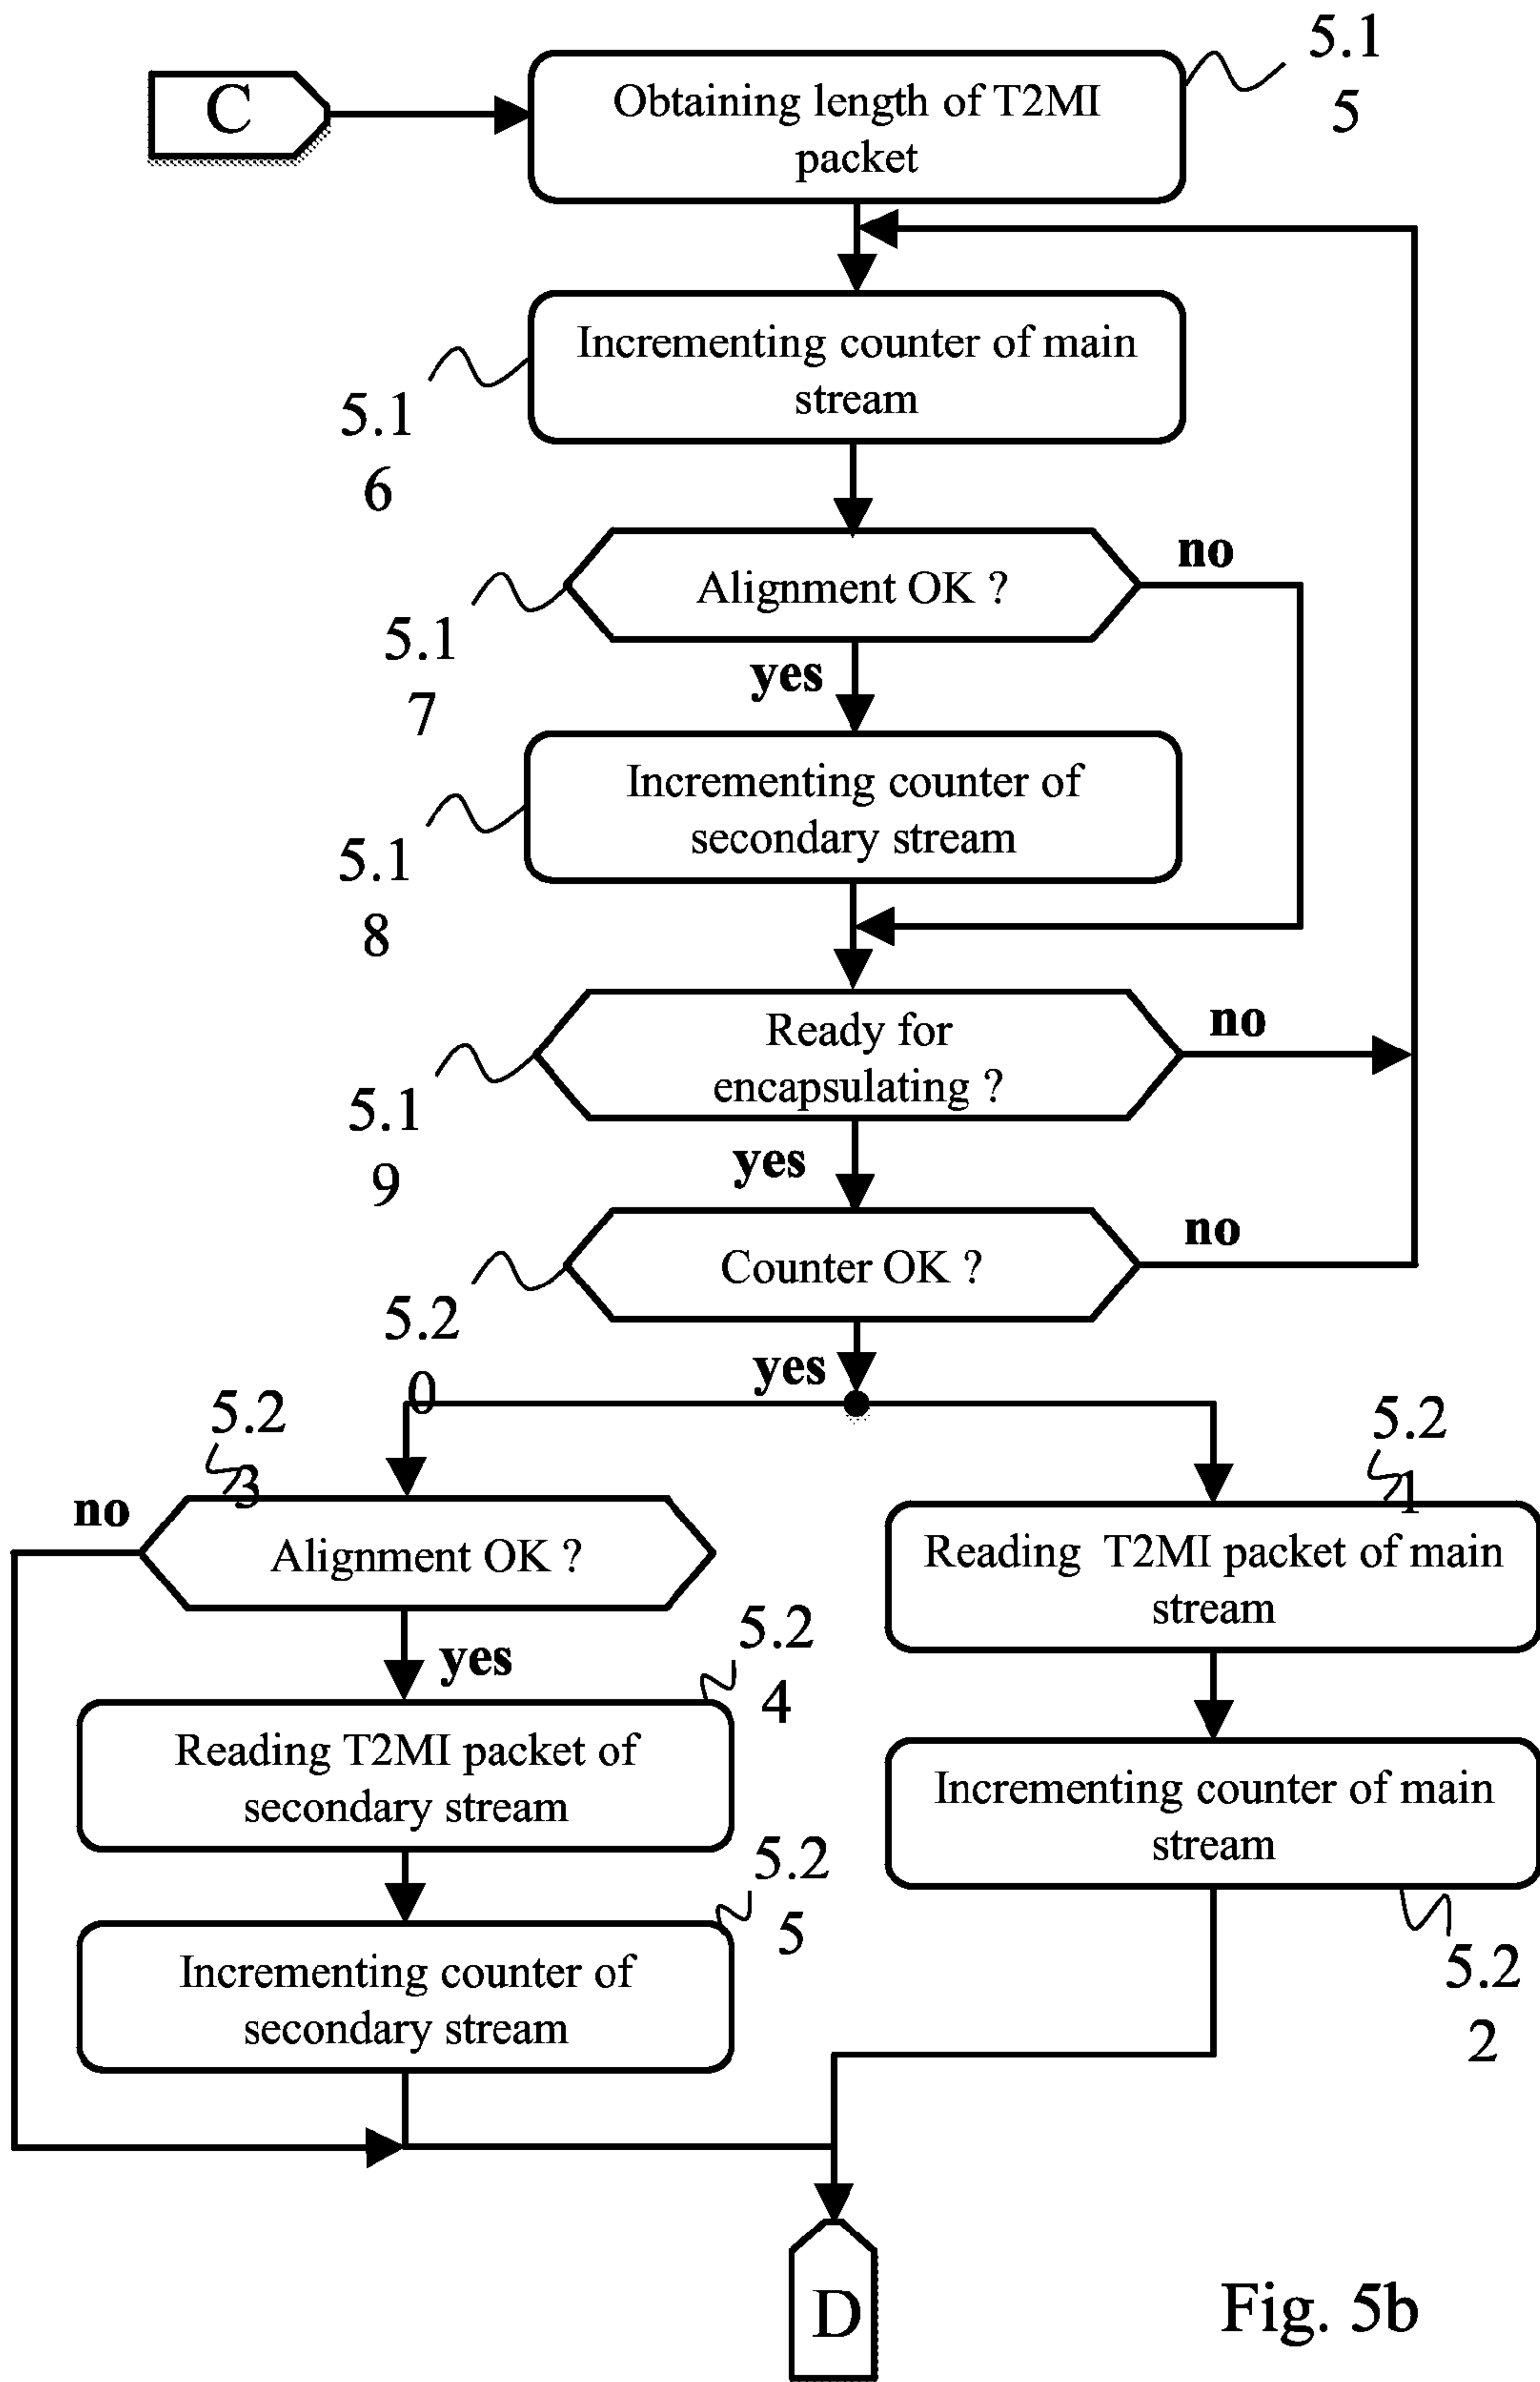 C
Obtaining length of T2MI
packet
5.1
5
Incrementing counter of main
stream
5.1
6
Alignment OK ?
no
5.1
7
yes
Incrementing counter of
secondary stream
5.1
8
Ready for
encapsulating ?
no
5.1
9
yes
Counter OK ?
no
5.2
0
yes
5.2
3
5.2
1
no
Alignment OK ?
Reading T2MI packet of main
stream
yes
5.2
4
Reading T2MI packet of
secondary stream
Incrementing counter of main
stream
5.2
5
Incrementing counter of
secondary stream
5.2
2
D
Fig. 5b